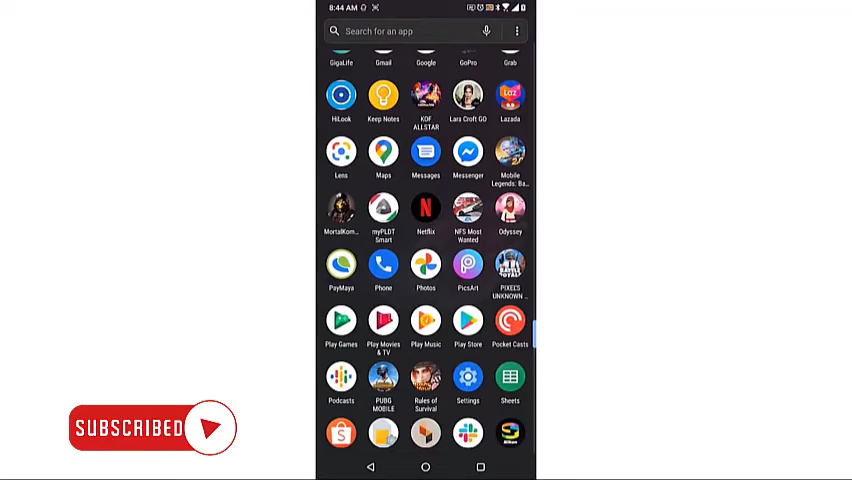 8:44 AM
Search for an app
GigaLife Gmail Google GoPro Grab
HiLook Keep Notes KOF ALLSTAR Lara Croft GO Lazada
Lens Maps Messages Messenger Mobile Legends: Ba...
MortalKom... myPLDT Smart Netflix NFS Most Wanted Odyssey
PayMaya Phone Photos PicsArt PIXEL'S UNKNOWN ...
Play Games Play Movies & TV Play Music Play Store Pocket Casts
Podcasts PUBG MOBILE Rules of Survival Settings Sheets
SUBSCRIBED